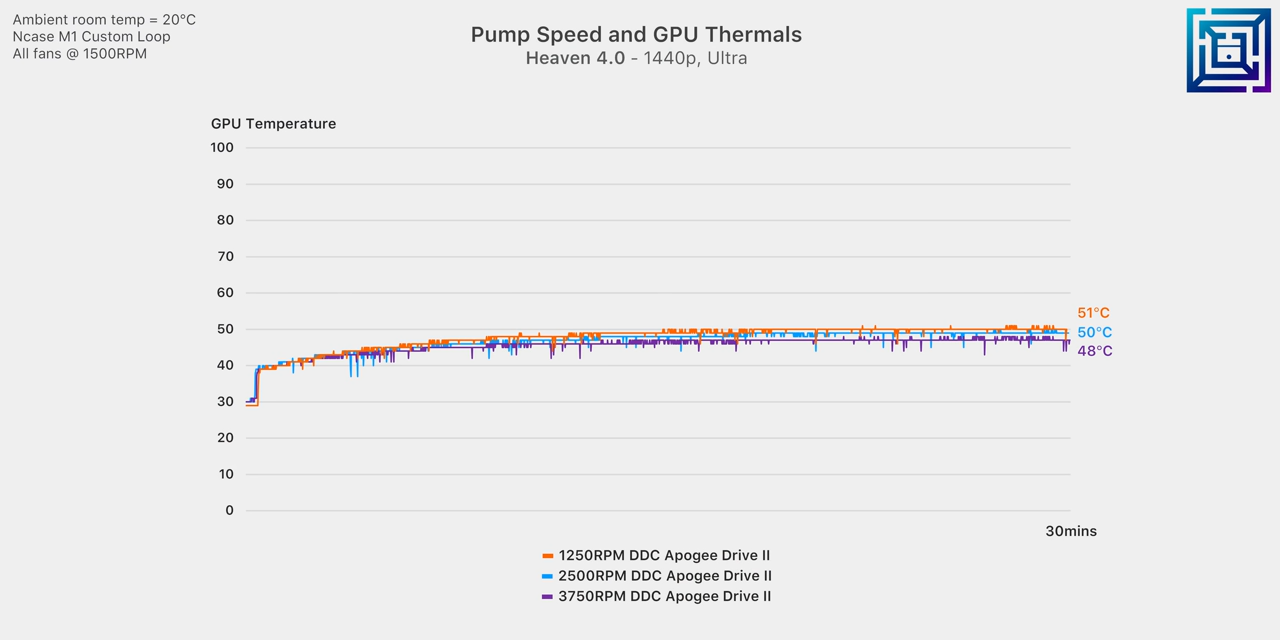 Ambient room temp = 20°C
Ncase M1 Custom Loop
All fans @ 1500RPM
Pump Speed and GPU Thermals
Heaven 4.0 - 1440p, Ultra
GPU Temperature
100
90
80
70
60
50
40
30
20
10
0
51°C
50°C
48°C
30mins
1250RPM DDC Apogee Drive II
2500RPM DDC Apogee Drive II
3750RPM DDC Apogee Drive II